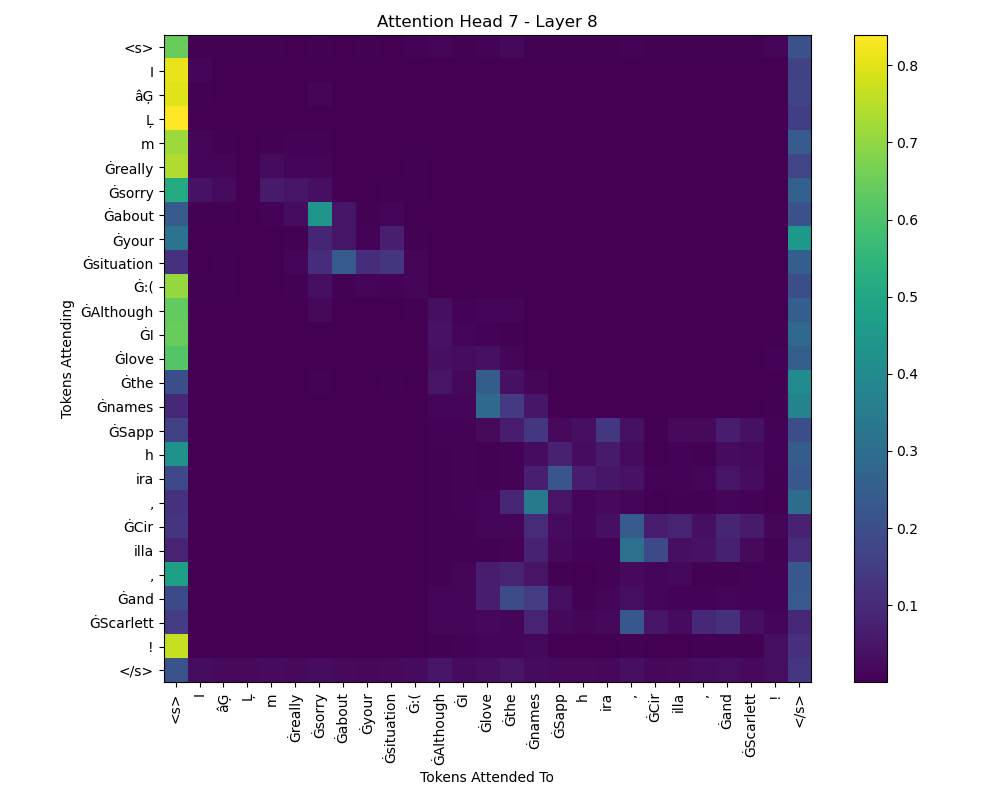 Attention Head 7 - Layer 8
Tokens Attending
<s>
I
âĢ
Ļ
m
Ġreally
Ġsorry
Ġabout
Ġyour
Ġsituation
Ġ:(
ĠAlthough
ĠI
Ġlove
Ġthe
Ġnames
ĠSapp
h
ira
,
ĠCir
illa
,
Ġand
ĠScarlett
!
</s>
<s>
I
âĢ
Ļ
m
Ġreally
Ġsorry
Ġabout
Ġyour
Ġsituation
Ġ:(
ĠAlthough
ĠI
Ġlove
Ġthe
Ġnames
ĠSapp
h
ira
,
ĠCir
illa
,
Ġand
ĠScarlett
!
</s>
Tokens Attended To
0.8
0.7
0.6
0.5
0.4
0.3
0.2
0.1